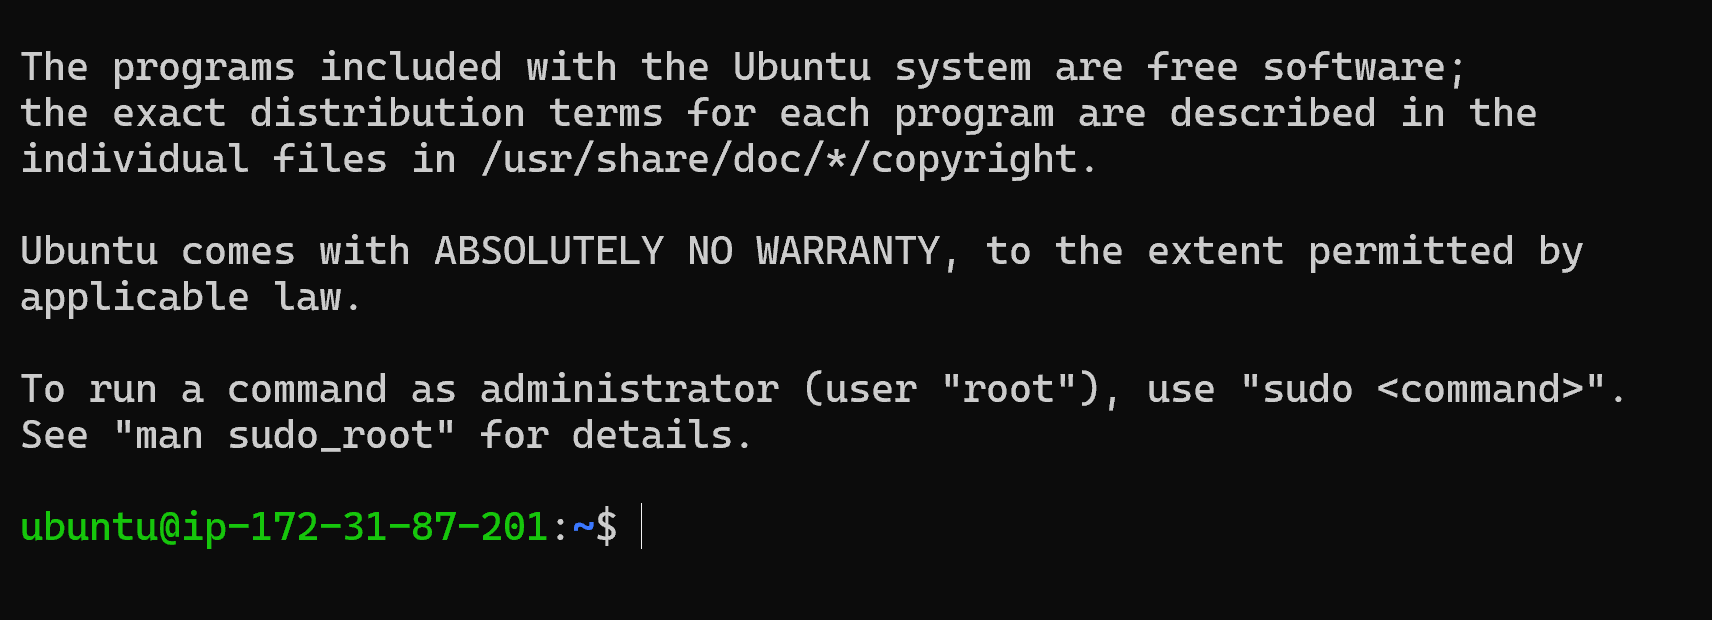 The programs included with the Ubuntu system are free software;
the exact distribution terms for each program are described in the
individual files in /usr/share/doc/*/copyright.
Ubuntu comes with ABSOLUTELY NO WARRANTY, to the extent permitted by
applicable law.
To run a command as administrator (user "root"), use "sudo <command>".
See "man sudo_root" for details.
ubuntu@ip-172-31-87-201:~$